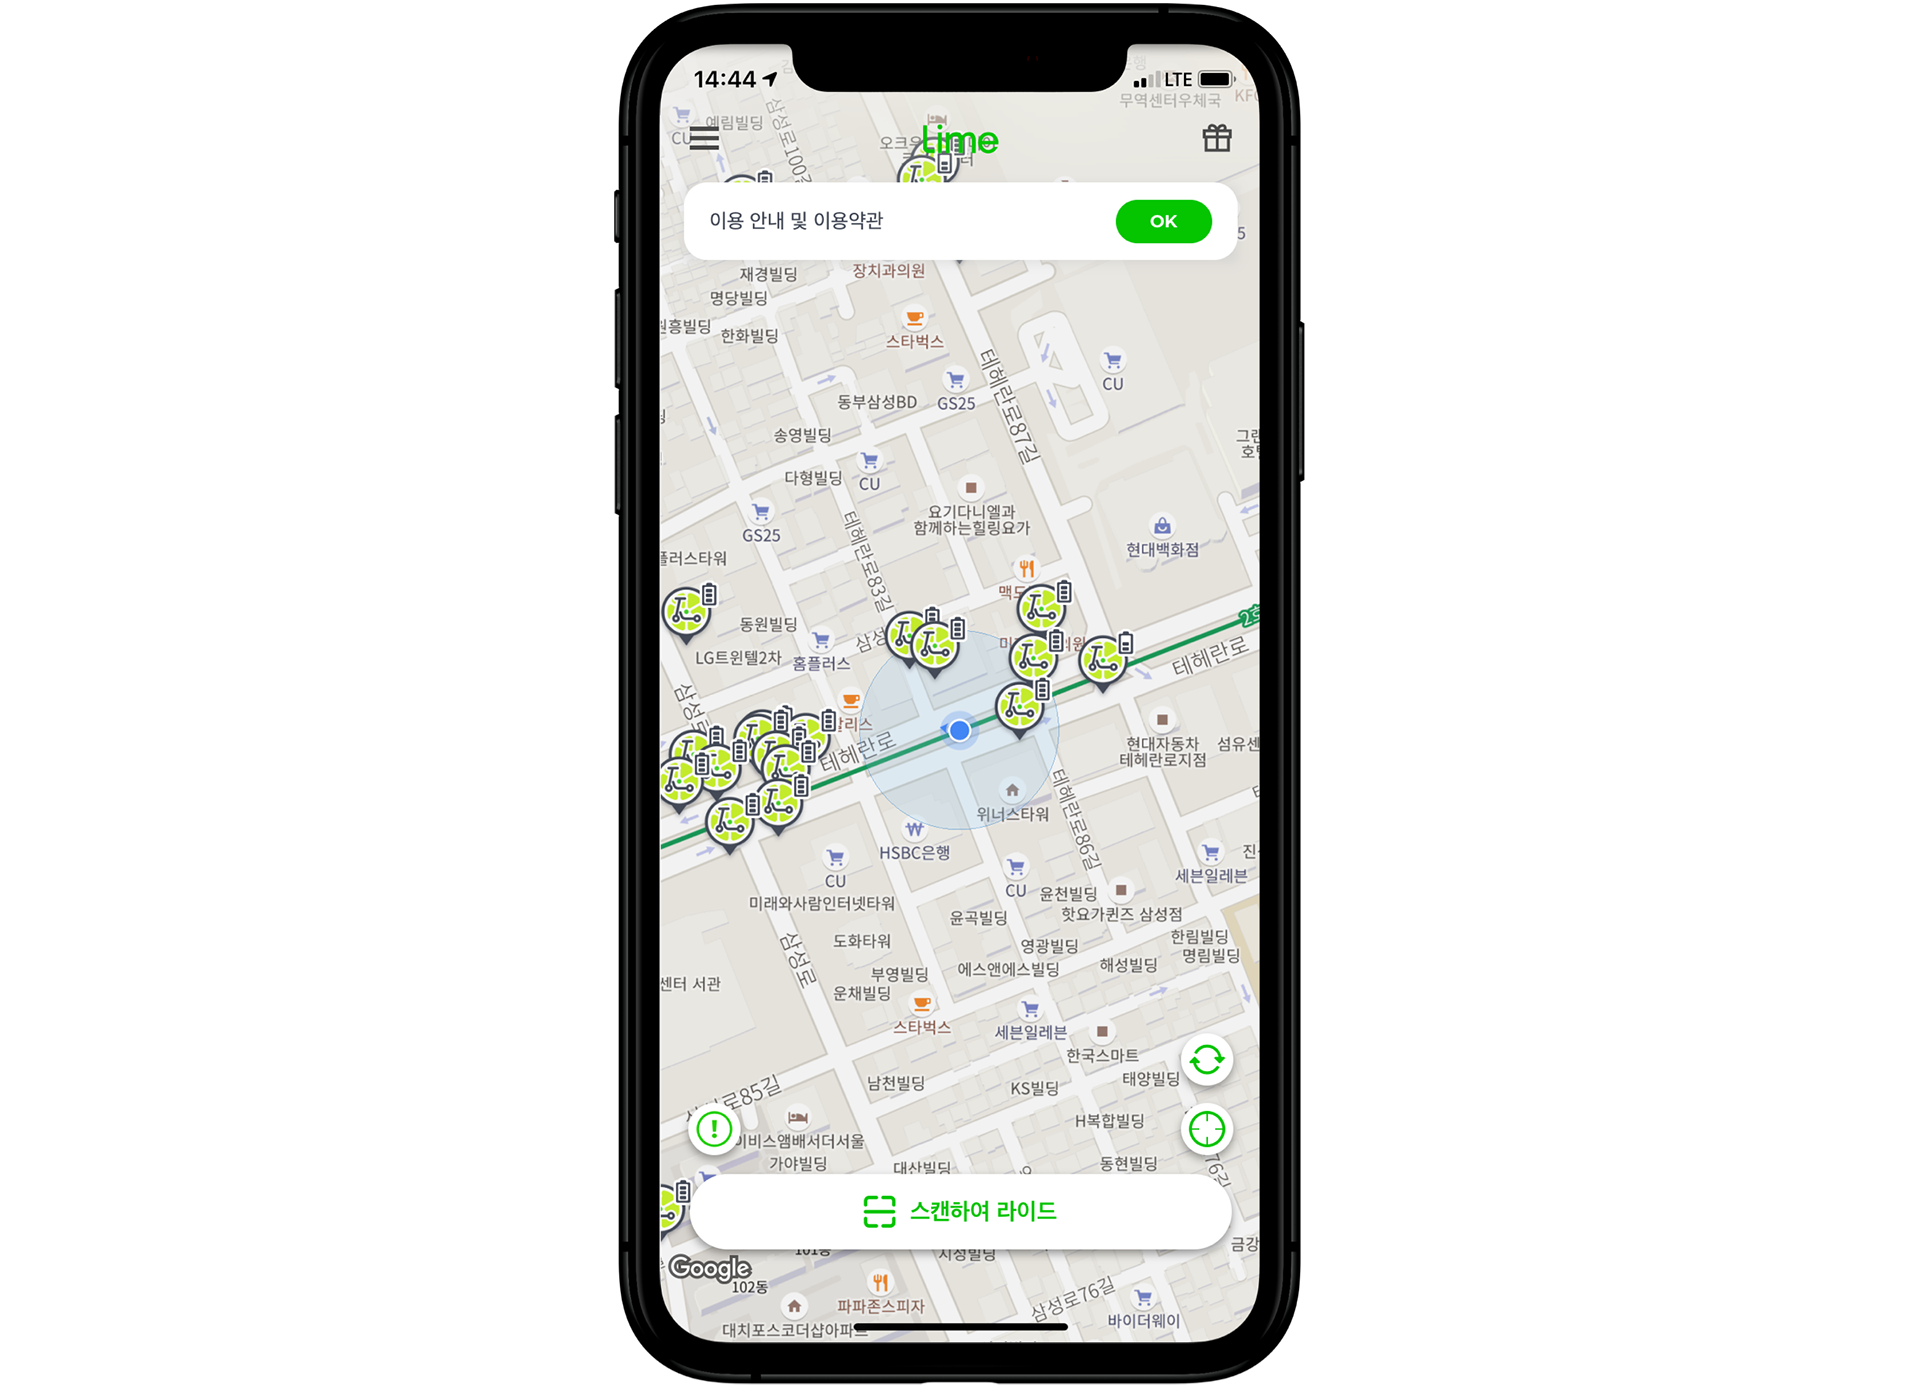 14:44
LTE
무역센터우체국
CU
예림빌딩
삼성로100길
Lime
이용 안내 및 이용약관
OK
재경빌딩
장치과의원
명당빌딩
원흥빌딩
한화빌딩
스타벅스
테헤란로87길
CU
GS25
동부삼성BD
송영빌딩
CU
다형빌딩
GS25
요기다니엘과
함께하는힐링요가
현대백화점
플러스타워
테헤란로83길
동원빌딩
LG트윈텔2차
홈플러스
테헤란로
테헤란로
현대자동차
테헤란로지점
위너스타워
HSBC은행
테헤란로86길
CU
CU
윤천빌딩
세븐일레븐
미래와사람인터넷타워
윤곡빌딩
핫요가퀸즈 삼성점
도화타워
삼성로
영광빌딩
한림빌딩
명림빌딩
부영빌딩
에스앤에스빌딩
해성빌딩
센터 서관
운채빌딩
스타벅스
세븐일레븐
한국스마트
남천빌딩
KS빌딩
태양빌딩
H복합빌딩
이비스앰배서더서울
가야빌딩
대산빌딩
동현빌딩
스캔하여 라이드
지성빌딩
Google
102동
파파존스피자
삼성로76길
바이더웨이
대치포스코더샵아파트